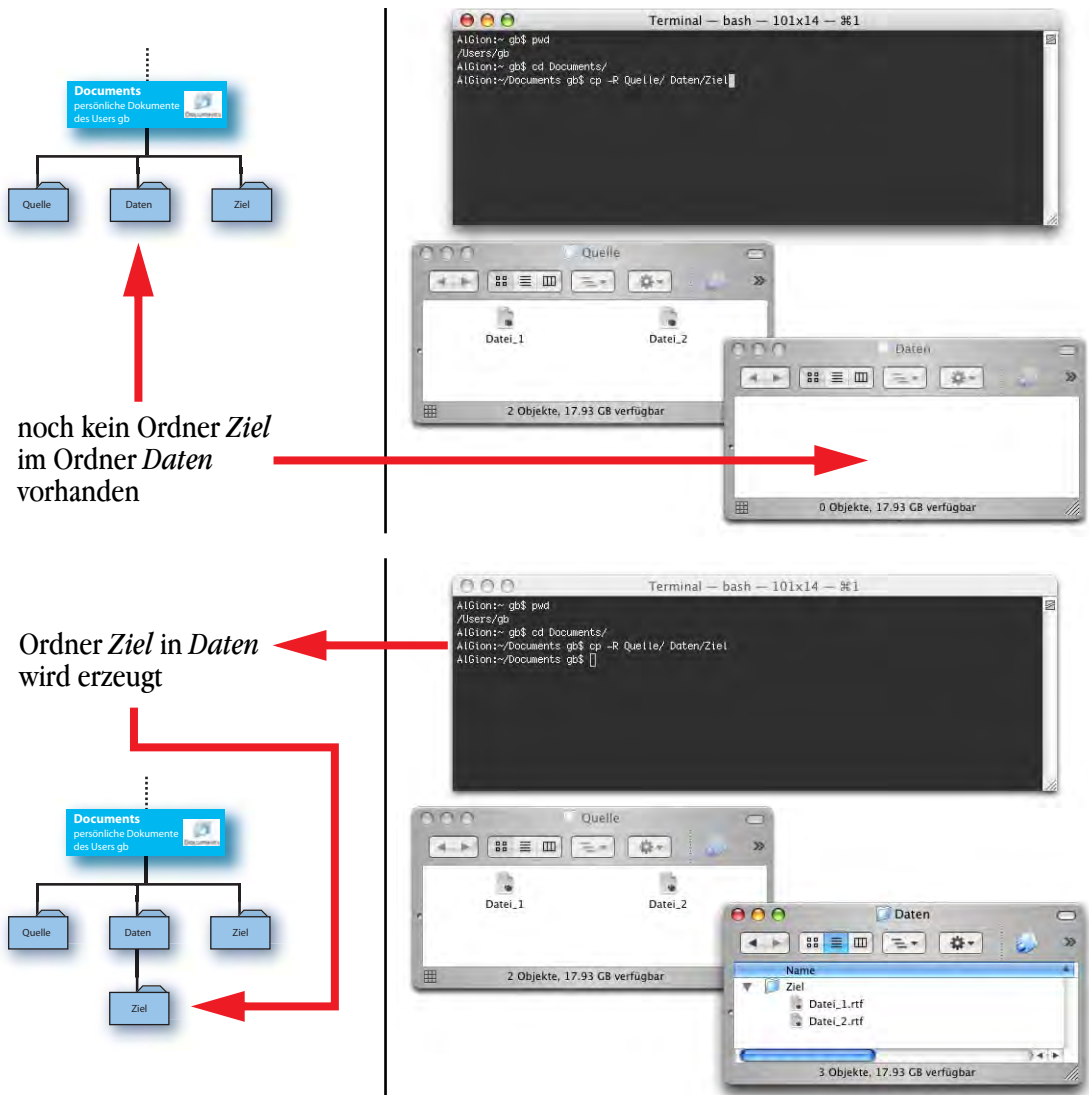 Documents
persönliche Dokumente
des Users gb
Documents
Quelle
Daten
Ziel
noch kein Ordner Ziel
im Ordner Daten
vorhanden
Terminal — bash — 101x14 — ⌘1
AlGion:~ gb$ pwd
/Users/gb
AlGion:~ gb$ cd Documents/
AlGion:~/Documents gb$ cp -R Quelle/ Daten/Ziel
Quelle
Datei_1
Datei_2
2 Objekte, 17.93 GB verfügbar
Daten
0 Objekte, 17.93 GB verfügbar
Ordner Ziel in Daten
wird erzeugt
Documents
persönliche Dokumente
des Users gb
Documents
Quelle
Daten
Ziel
Ziel
Terminal — bash — 101x14 — ⌘1
AlGion:~ gb$ pwd
/Users/gb
AlGion:~ gb$ cd Documents/
AlGion:~/Documents gb$ cp -R Quelle/ Daten/Ziel
AlGion:~/Documents gb$
Quelle
Datei_1
Datei_2
2 Objekte, 17.93 GB verfügbar
Daten
Name
Ziel
Datei_1.rtf
Datei_2.rtf
3 Objekte, 17.93 GB verfügbar